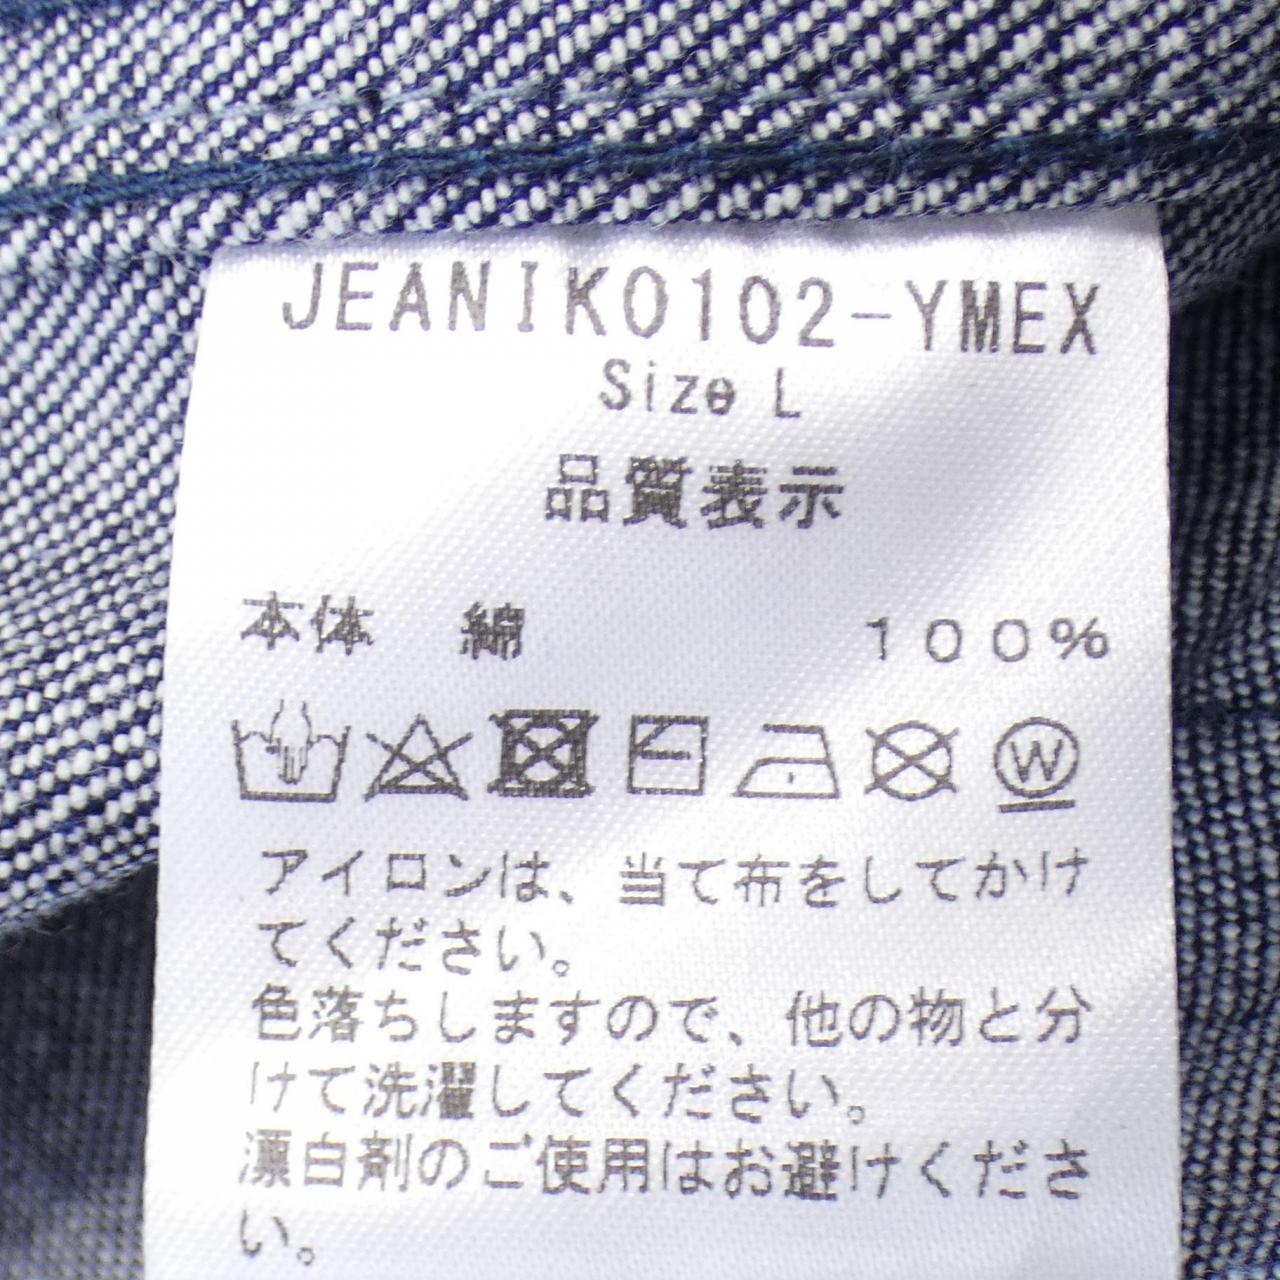 JEANIKO102-YMEX
Size L
品質表示
本体 綿 100%
W
アイロンは、当て布をしてかけ
てください。
色落ちしますので、他の物と分
けて洗濯してください。
漂白剤のご使用はお避けくださ
い。